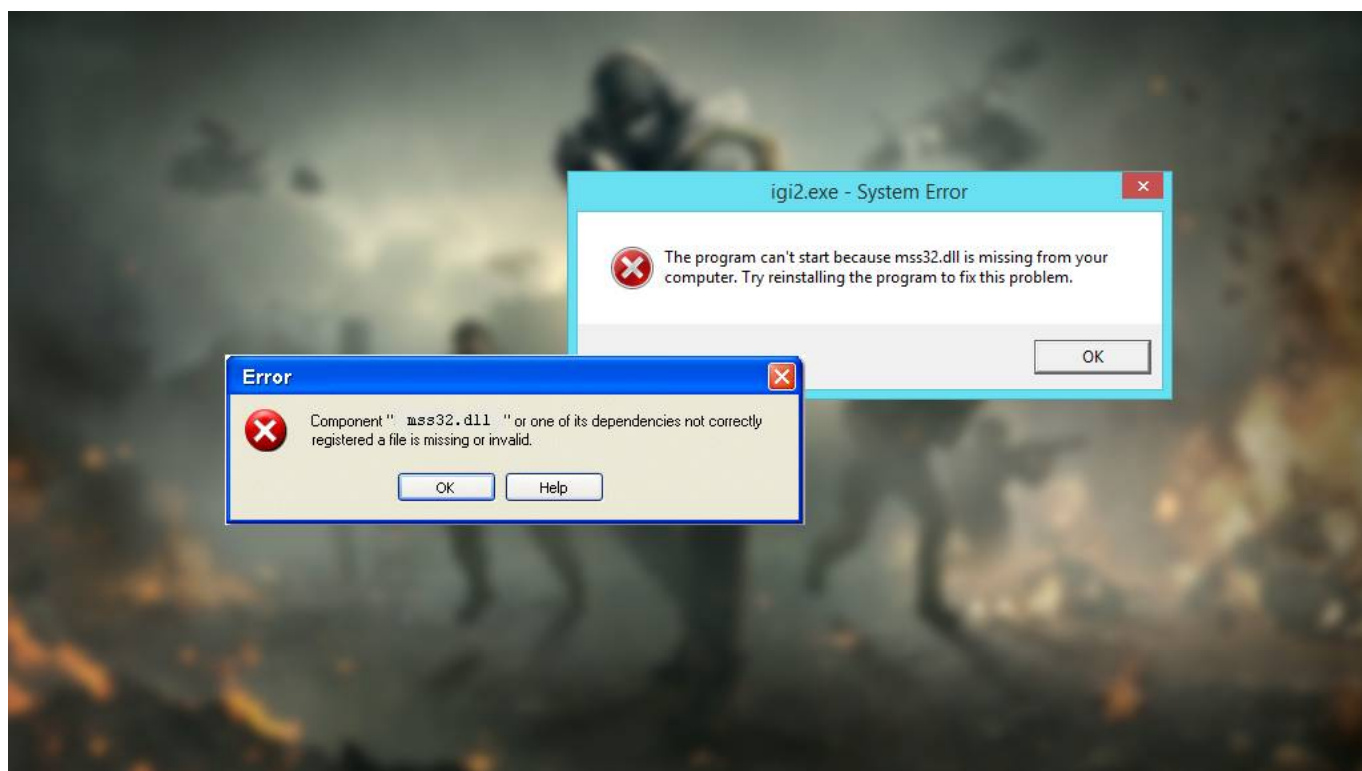 igi2.exe - System Error
The program can't start because mss32.dll is missing from your
computer. Try reinstalling the program to fix this problem.
OK
Error
Component " mss32.dll " or one of its dependencies not correctly
registered a file is missing or invalid.
OK
Help